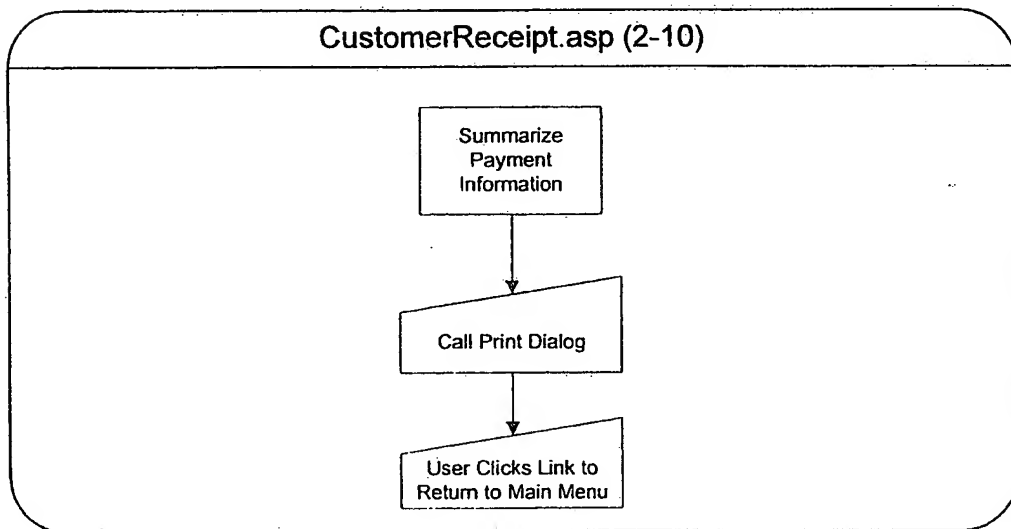 CustomerReceipt.asp (2-10)
Summarize
Payment
Information
Call Print Dialog
User Clicks Link to
Return to Main Menu